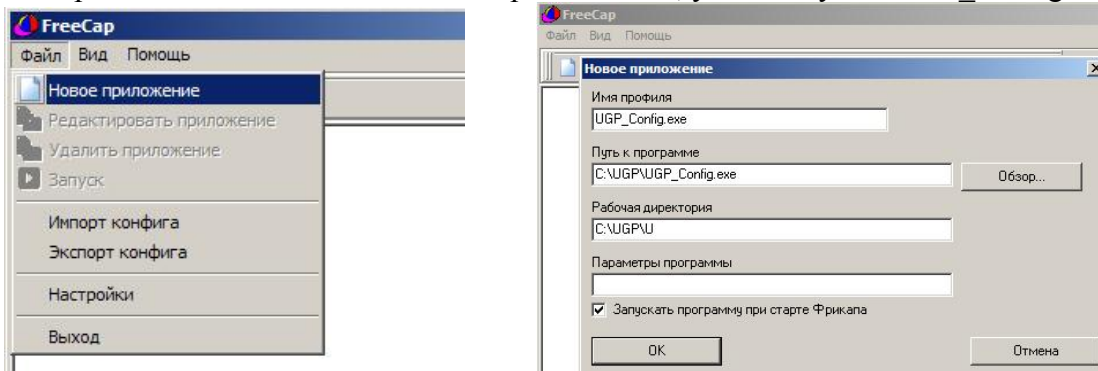 FreeCap
Файл Вид Помощь
Новое приложение
Редактировать приложение
Удалить приложение
Запуск
Импорт конфига
Экспорт конфига
Настройки
Выход
FreeCap
Файл Вид Помощь
Новое приложение
Имя профиля
UGP_Config.exe
Путь к программе
C:\UGP\UGP_Config.exe
Обзор...
Рабочая директория
C:\UGP\U
Параметры программы
Запускать программу при старте Фрикапа
OK
Отмена